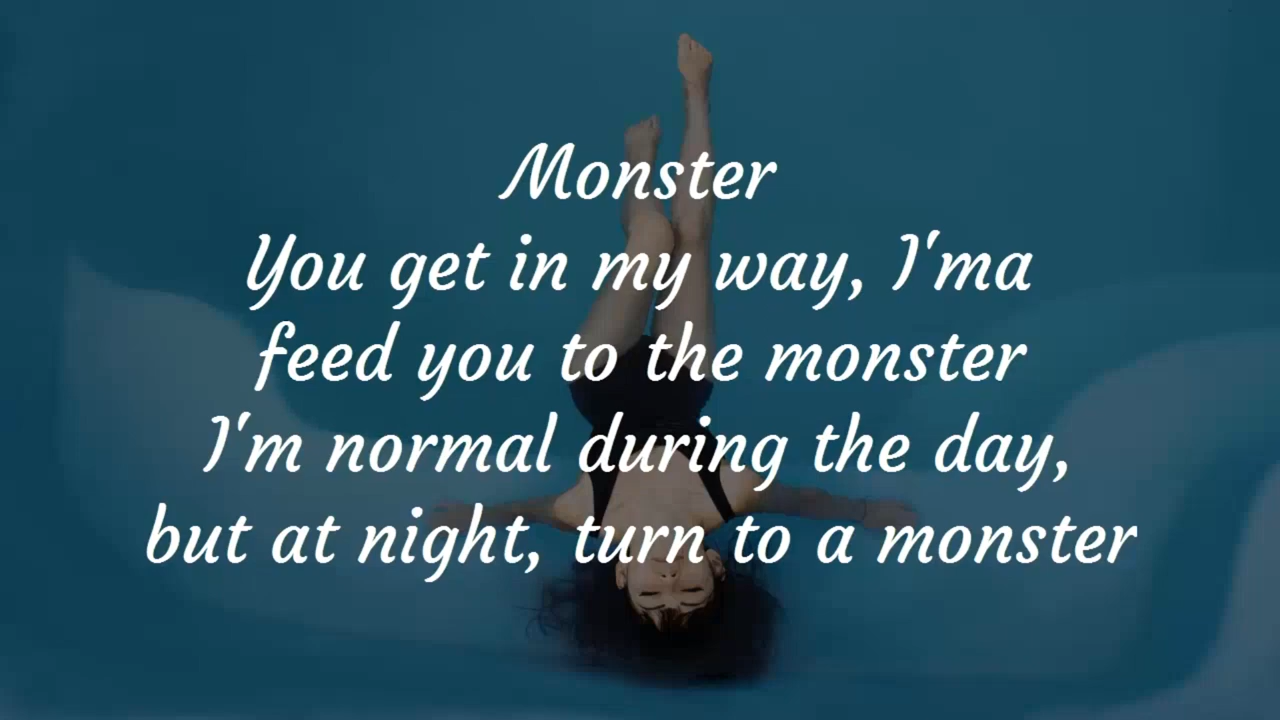 Monster
You get in my way, I'ma
feed you to the monster
I'm normal during the day,
but at night, turn to a monster